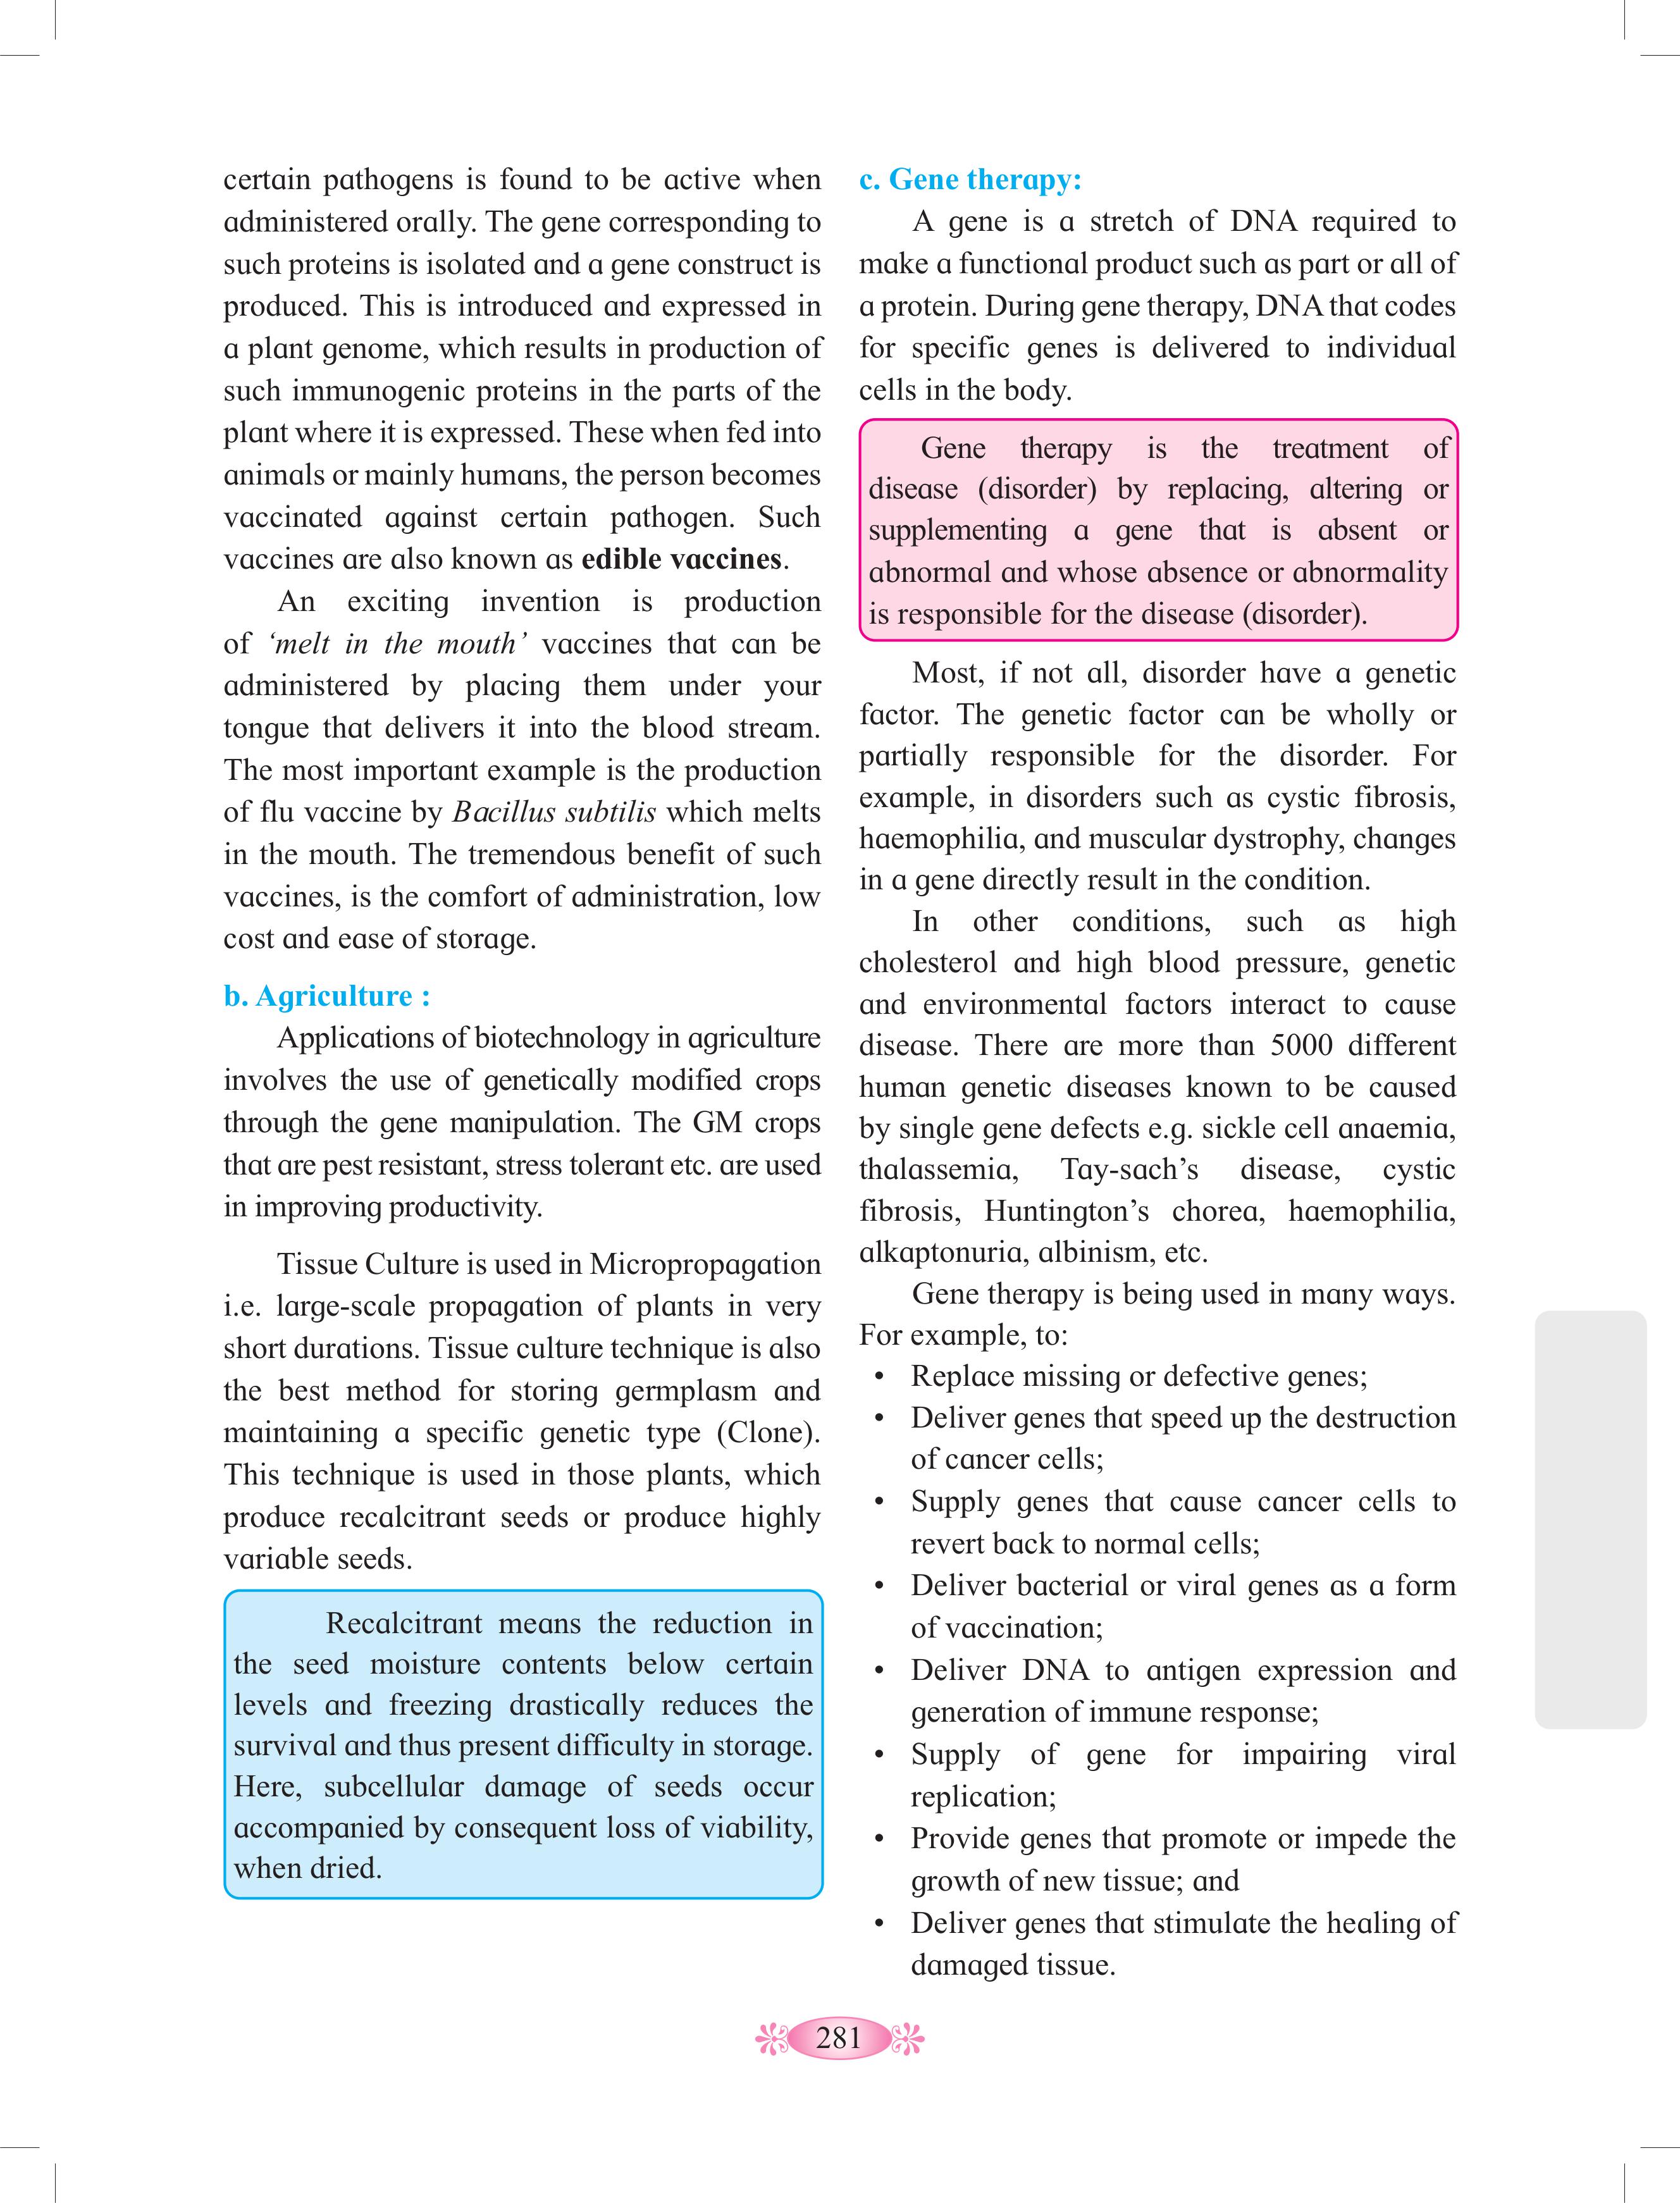 certain pathogens is found to be active when
administered orally. The gene corresponding to
such proteins is isolated and a gene construct is
produced. This is introduced and expressed in
a plant genome, which results in production of
such immunogenic proteins in the parts of the
plant where it is expressed. These when fed into
animals or mainly humans, the person becomes
vaccinated against certain pathogen. Such
vaccines are also known as edible vaccines.
An exciting invention is production
of ‘melt in the mouth’ vaccines that can be
administered by placing them under your
tongue that delivers it into the blood stream.
The most important example is the production
of flu vaccine by Bacillus subtilis which melts
in the mouth. The tremendous benefit of such
vaccines, is the comfort of administration, low
cost and ease of storage.
b. Agriculture :
Applications of biotechnology in agriculture
involves the use of genetically modified crops
through the gene manipulation. The GM crops
that are pest resistant, stress tolerant etc. are used
in improving productivity.
Tissue Culture is used in Micropropagation
i.e. large-scale propagation of plants in very
short durations. Tissue culture technique is also
the best method for storing germplasm and
maintaining a specific genetic type (Clone).
This technique is used in those plants, which
produce recalcitrant seeds or produce highly
variable seeds.
Recalcitrant means the reduction in
the seed moisture contents below certain
levels and freezing drastically reduces the
survival and thus present difficulty in storage.
Here, subcellular damage of seeds occur
accompanied by consequent loss of viability,
when dried.
c. Gene therapy:
A gene is a stretch of DNA required to
make a functional product such as part or all of
a protein. During gene therapy, DNA that codes
for specific genes is delivered to individual
cells in the body.
Gene therapy is the treatment of
disease (disorder) by replacing, altering or
supplementing a gene that is absent or
abnormal and whose absence or abnormality
is responsible for the disease (disorder).
Most, if not all, disorder have a genetic
factor. The genetic factor can be wholly or
partially responsible for the disorder. For
example, in disorders such as cystic fibrosis,
haemophilia, and muscular dystrophy, changes
in a gene directly result in the condition.
In other conditions, such as high
cholesterol and high blood pressure, genetic
and environmental factors interact to cause
disease. There are more than 5000 different
human genetic diseases known to be caused
by single gene defects e.g. sickle cell anaemia,
thalassemia, Tay-sach’s disease, cystic
fibrosis, Huntington’s chorea, haemophilia,
alkaptonuria, albinism, etc.
Gene therapy is being used in many ways.
For example, to:
• Replace missing or defective genes;
• Deliver genes that speed up the destruction
of cancer cells;
• Supply genes that cause cancer cells to
revert back to normal cells;
• Deliver bacterial or viral genes as a form
of vaccination;
• Deliver DNA to antigen expression and
generation of immune response;
• Supply of gene for impairing viral
replication;
• Provide genes that promote or impede the
growth of new tissue; and
• Deliver genes that stimulate the healing of
damaged tissue.
281